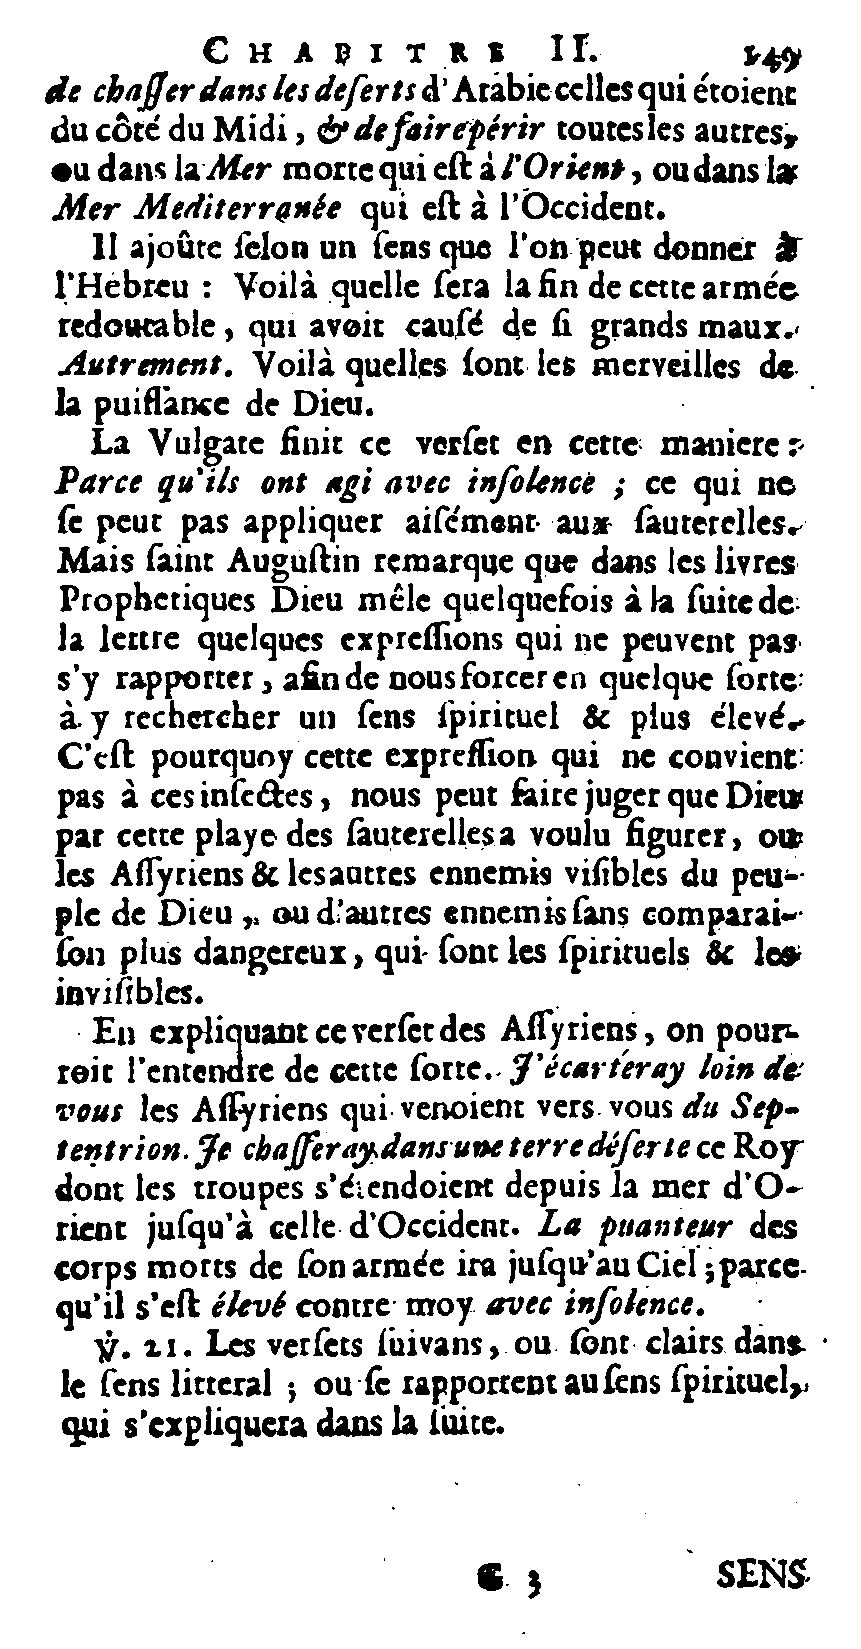 CHAPITRE II. 149
de chaſſer dans les deſerts d'Arabie celles qui étoient
du côté du Midi, & de faire périr toutes les autres,
ou dans la Mer morte qui eſt à l'Orient, ou dans la
Mer Mediterranée qui eſt à l'Occident.
Il ajoûte ſelon un ſens que l'on peut donner à
l'Hebreu : Voilà quelle ſera la fin de cette armée
redoutable, qui avoit cauſé de ſi grands maux.
Autrement. Voilà quelles ſont les merveilles de
la puiſſance de Dieu.
La Vulgate finit ce verſet en cette maniere :
Parce qu'ils ont agi avec inſolence ; ce qui ne
ſe peut pas appliquer aiſément aux ſauterelles.
Mais ſaint Auguſtin remarque que dans les livres
Prophetiques Dieu mêle quelquefois à la ſuite de
la lettre quelques expreſſions qui ne peuvent pas
s'y rapporter, afin de nous forcer en quelque ſorte
à y rechercher un ſens ſpirituel & plus élevé.
C'eſt pourquoy cette expreſſion qui ne convient
pas à ces inſectes, nous peut faire juger que Dieu
par cette playe des ſauterelles a voulu figurer, ou
les Aſſyriens & les autres ennemis viſibles du peu-
ple de Dieu, ou d'autres ennemis ſans comparai-
ſon plus dangereux, qui ſont les ſpirituels & les
inviſibles.
En expliquant ce verſet des Aſſyriens, on pour-
roit l'entendre de cette ſorte. J'écarteray loin de
vous les Aſſyriens qui venoient vers vous du Sep-
tentrion. Je chaſſeray dans une terre déſerte ce Roy
dont les troupes s'étendoient depuis la mer d'O-
rient juſqu'à celle d'Occident. La puanteur des
corps morts de ſon armée ira juſqu'au Ciel ; parce
qu'il s'eſt élevé contre moy avec inſolence.
℣. 21. Les verſets ſuivans, ou ſont clairs dans
le ſens litteral ; ou ſe rapportent au ſens ſpirituel,
qui s'expliquera dans la ſuite.
G 3 SENS